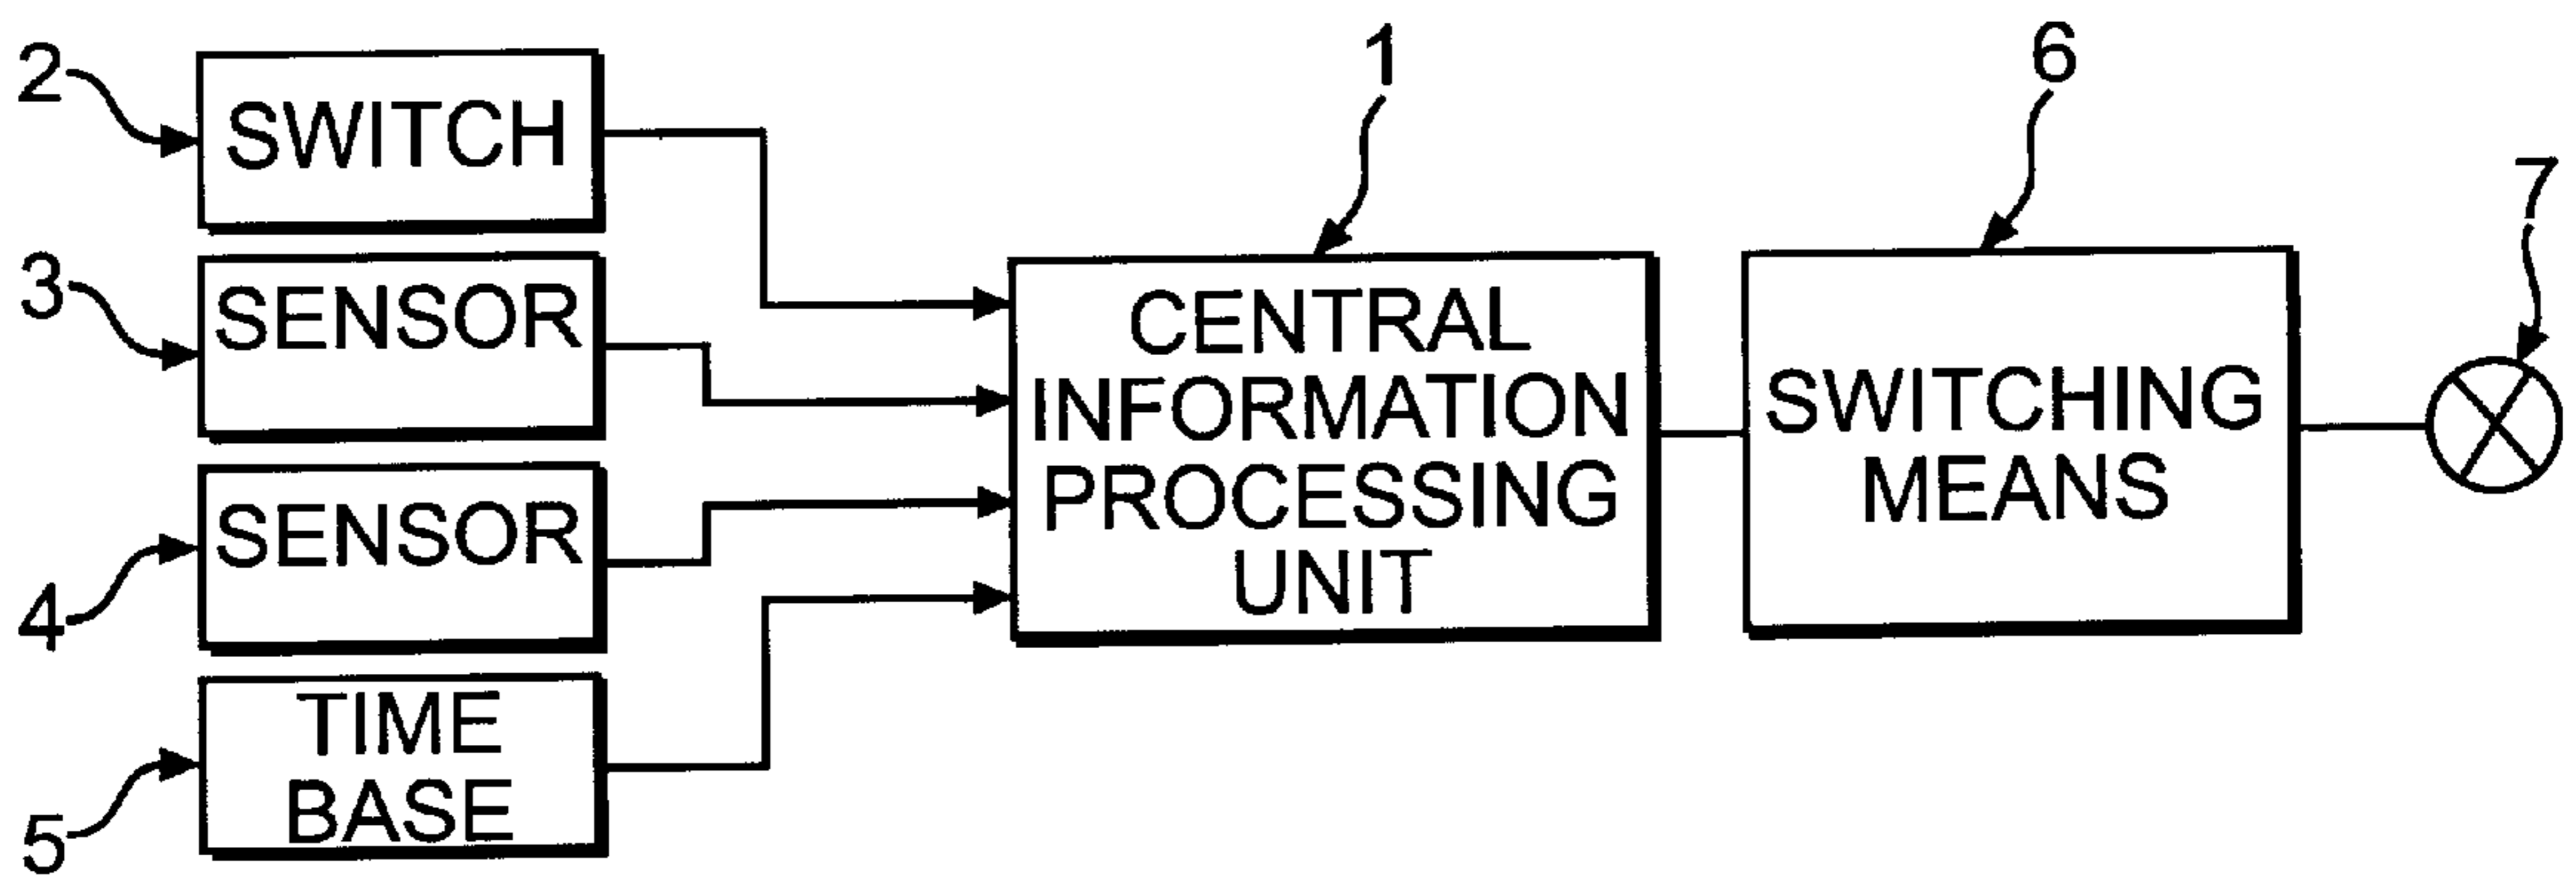 2
SWITCH
3
SENSOR
4
SENSOR
5
TIME
BASE
1
CENTRAL
INFORMATION
PROCESSING
UNIT
6
SWITCHING
MEANS
7